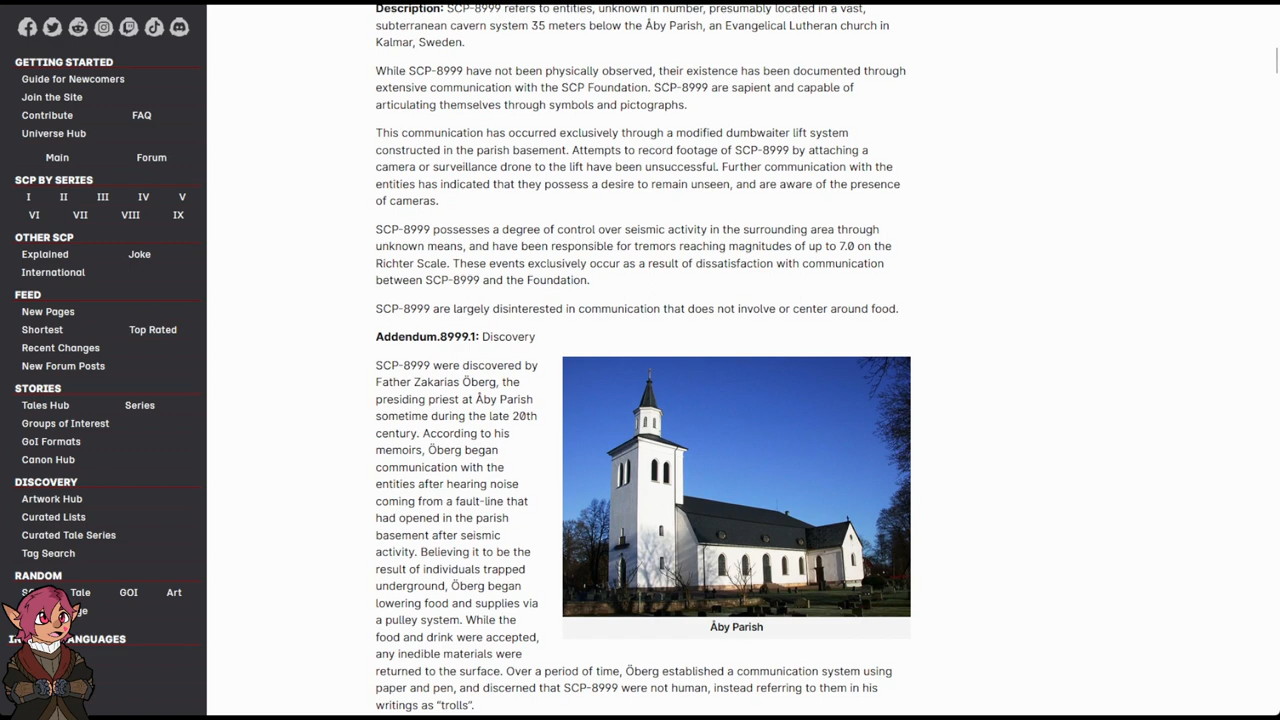 GETTING STARTED
Guide for Newcomers
Join the Site
Contribute FAQ
Universe Hub
Main Forum
SCP BY SERIES
I II III IV V
VI VII VIII IX
OTHER SCP
Explained Joke
International
FEED
New Pages
Shortest Top Rated
Recent Changes
New Forum Posts
STORIES
Tales Hub Series
Groups of Interest
GoI Formats
Canon Hub
DISCOVERY
Artwork Hub
Curated Lists
Curated Tale Series
Tag Search
RANDOM
Tale GOI Art
LANGUAGES
Description: SCP-8999 refers to entities, unknown in number, presumably located in a vast,
subterranean cavern system 35 meters below the Åby Parish, an Evangelical Lutheran church in
Kalmar, Sweden.
While SCP-8999 have not been physically observed, their existence has been documented through
extensive communication with the SCP Foundation. SCP-8999 are sapient and capable of
articulating themselves through symbols and pictographs.
This communication has occurred exclusively through a modified dumbwaiter lift system
constructed in the parish basement. Attempts to record footage of SCP-8999 by attaching a
camera or surveillance drone to the lift have been unsuccessful. Further communication with the
entities has indicated that they possess a desire to remain unseen, and are aware of the presence
of cameras.
SCP-8999 possesses a degree of control over seismic activity in the surrounding area through
unknown means, and have been responsible for tremors reaching magnitudes of up to 7.0 on the
Richter Scale. These events exclusively occur as a result of dissatisfaction with communication
between SCP-8999 and the Foundation.
SCP-8999 are largely disinterested in communication that does not involve or center around food.
Addendum.8999.1: Discovery
SCP-8999 were discovered by
Father Zakarias Öberg, the
presiding priest at Åby Parish
sometime during the late 20th
century. According to his
memoirs, Öberg began
communication with the
entities after hearing noise
coming from a fault-line that
had opened in the parish
basement after seismic
activity. Believing it to be the
result of individuals trapped
underground, Öberg began
lowering food and supplies via
a pulley system. While the
food and drink were accepted,
any inedible materials were
returned to the surface. Over a period of time, Öberg established a communication system using
paper and pen, and discerned that SCP-8999 were not human, instead referring to them in his
writings as “trolls”.
Åby Parish